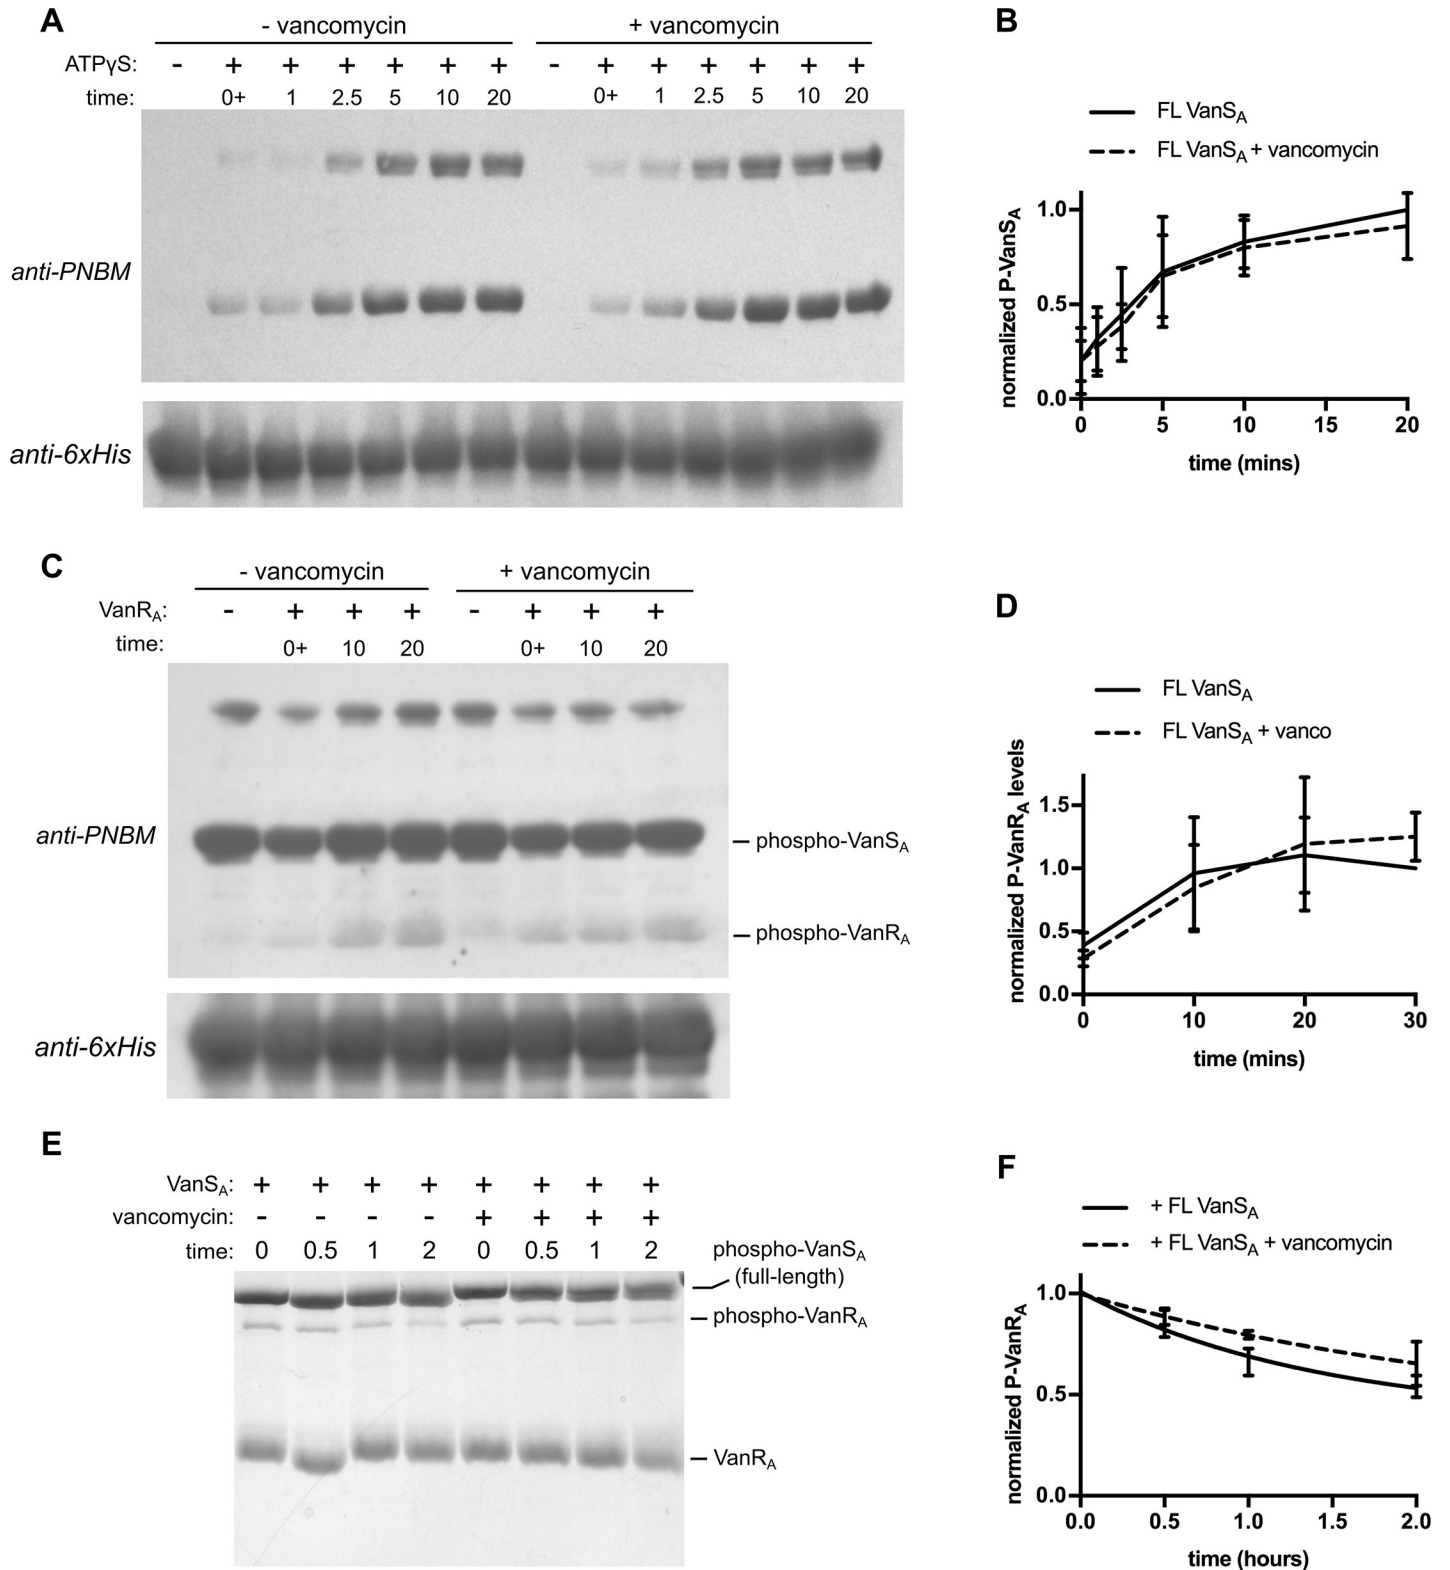 A
- vancomycin + vancomycin
ATPγS: - + + + + + + - + + + + + +
time: 0+ 1 2.5 5 10 20 0+ 1 2.5 5 10 20
anti-PNBM
anti-6xHis
B
FL VanSA
FL VanSA + vancomycin
normalized P-VanSA
1.0
0.5
0.0
0 5 10 15 20
time (mins)
C
- vancomycin + vancomycin
VanRA: - + + + - + + +
time: 0+ 10 20 0+ 10 20
anti-PNBM
phospho-VanSA
phospho-VanRA
anti-6xHis
D
FL VanSA
FL VanSA + vanco
normalized P-VanRA levels
1.5
1.0
0.5
0.0
0 10 20 30
time (mins)
E
VanSA: + + + + + + + +
vancomycin: - - - - + + + +
time: 0 0.5 1 2 0 0.5 1 2
phospho-VanSA
(full-length)
phospho-VanRA
VanRA
F
+ FL VanSA
+ FL VanSA + vancomycin
normalized P-VanRA
1.0
0.5
0.0
0.0 0.5 1.0 1.5 2.0
time (hours)